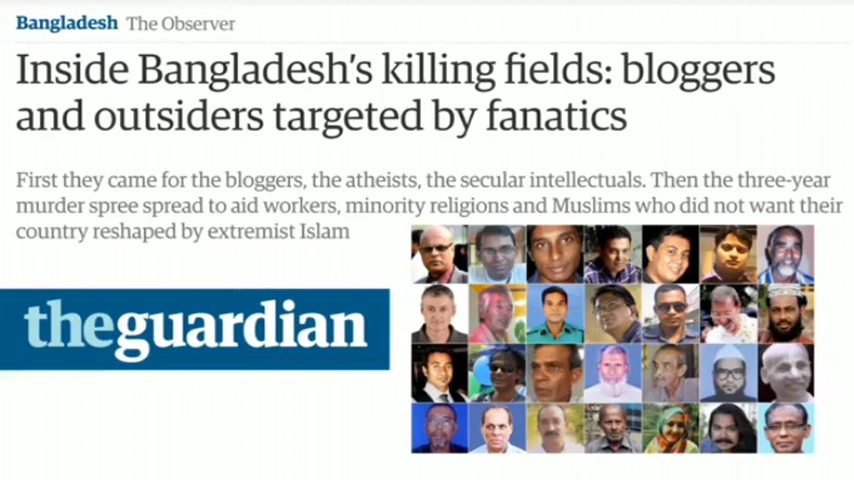 Bangladesh The Observer
Inside Bangladesh's killing fields: bloggers
and outsiders targeted by fanatics
First they came for the bloggers, the atheists, the secular intellectuals. Then the three-year
murder spree spread to aid workers, minority religions and Muslims who did not want their
country reshaped by extremist Islam
theguardian